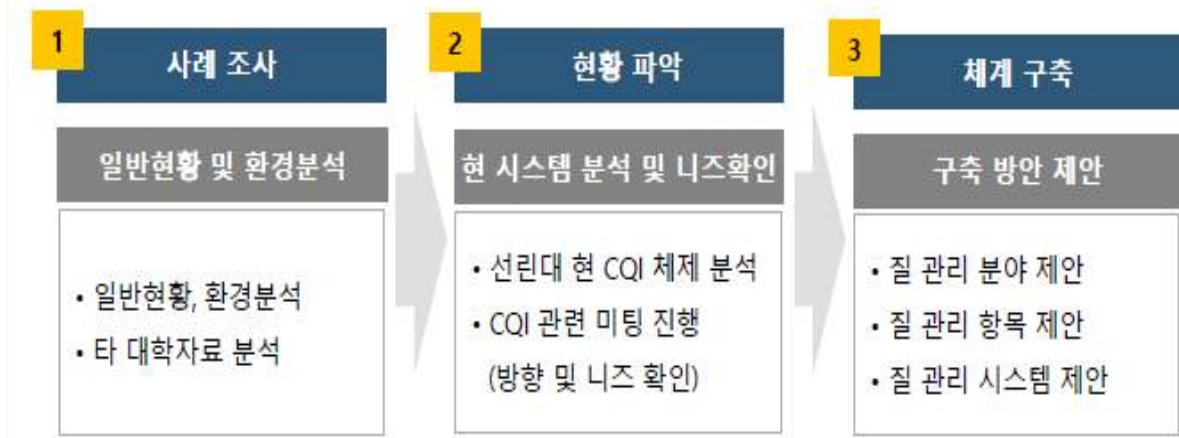 1
사례 조사
일반현황 및 환경분석
• 일반현황, 환경분석
• 타 대학자료 분석
2
현황 파악
현 시스템 분석 및 니즈확인
• 선린대 현 CQI 체제 분석
• CQI 관련 미팅 진행
(방향 및 니즈 확인)
3
체계 구축
구축 방안 제안
• 질 관리 분야 제안
• 질 관리 항목 제안
• 질 관리 시스템 제안